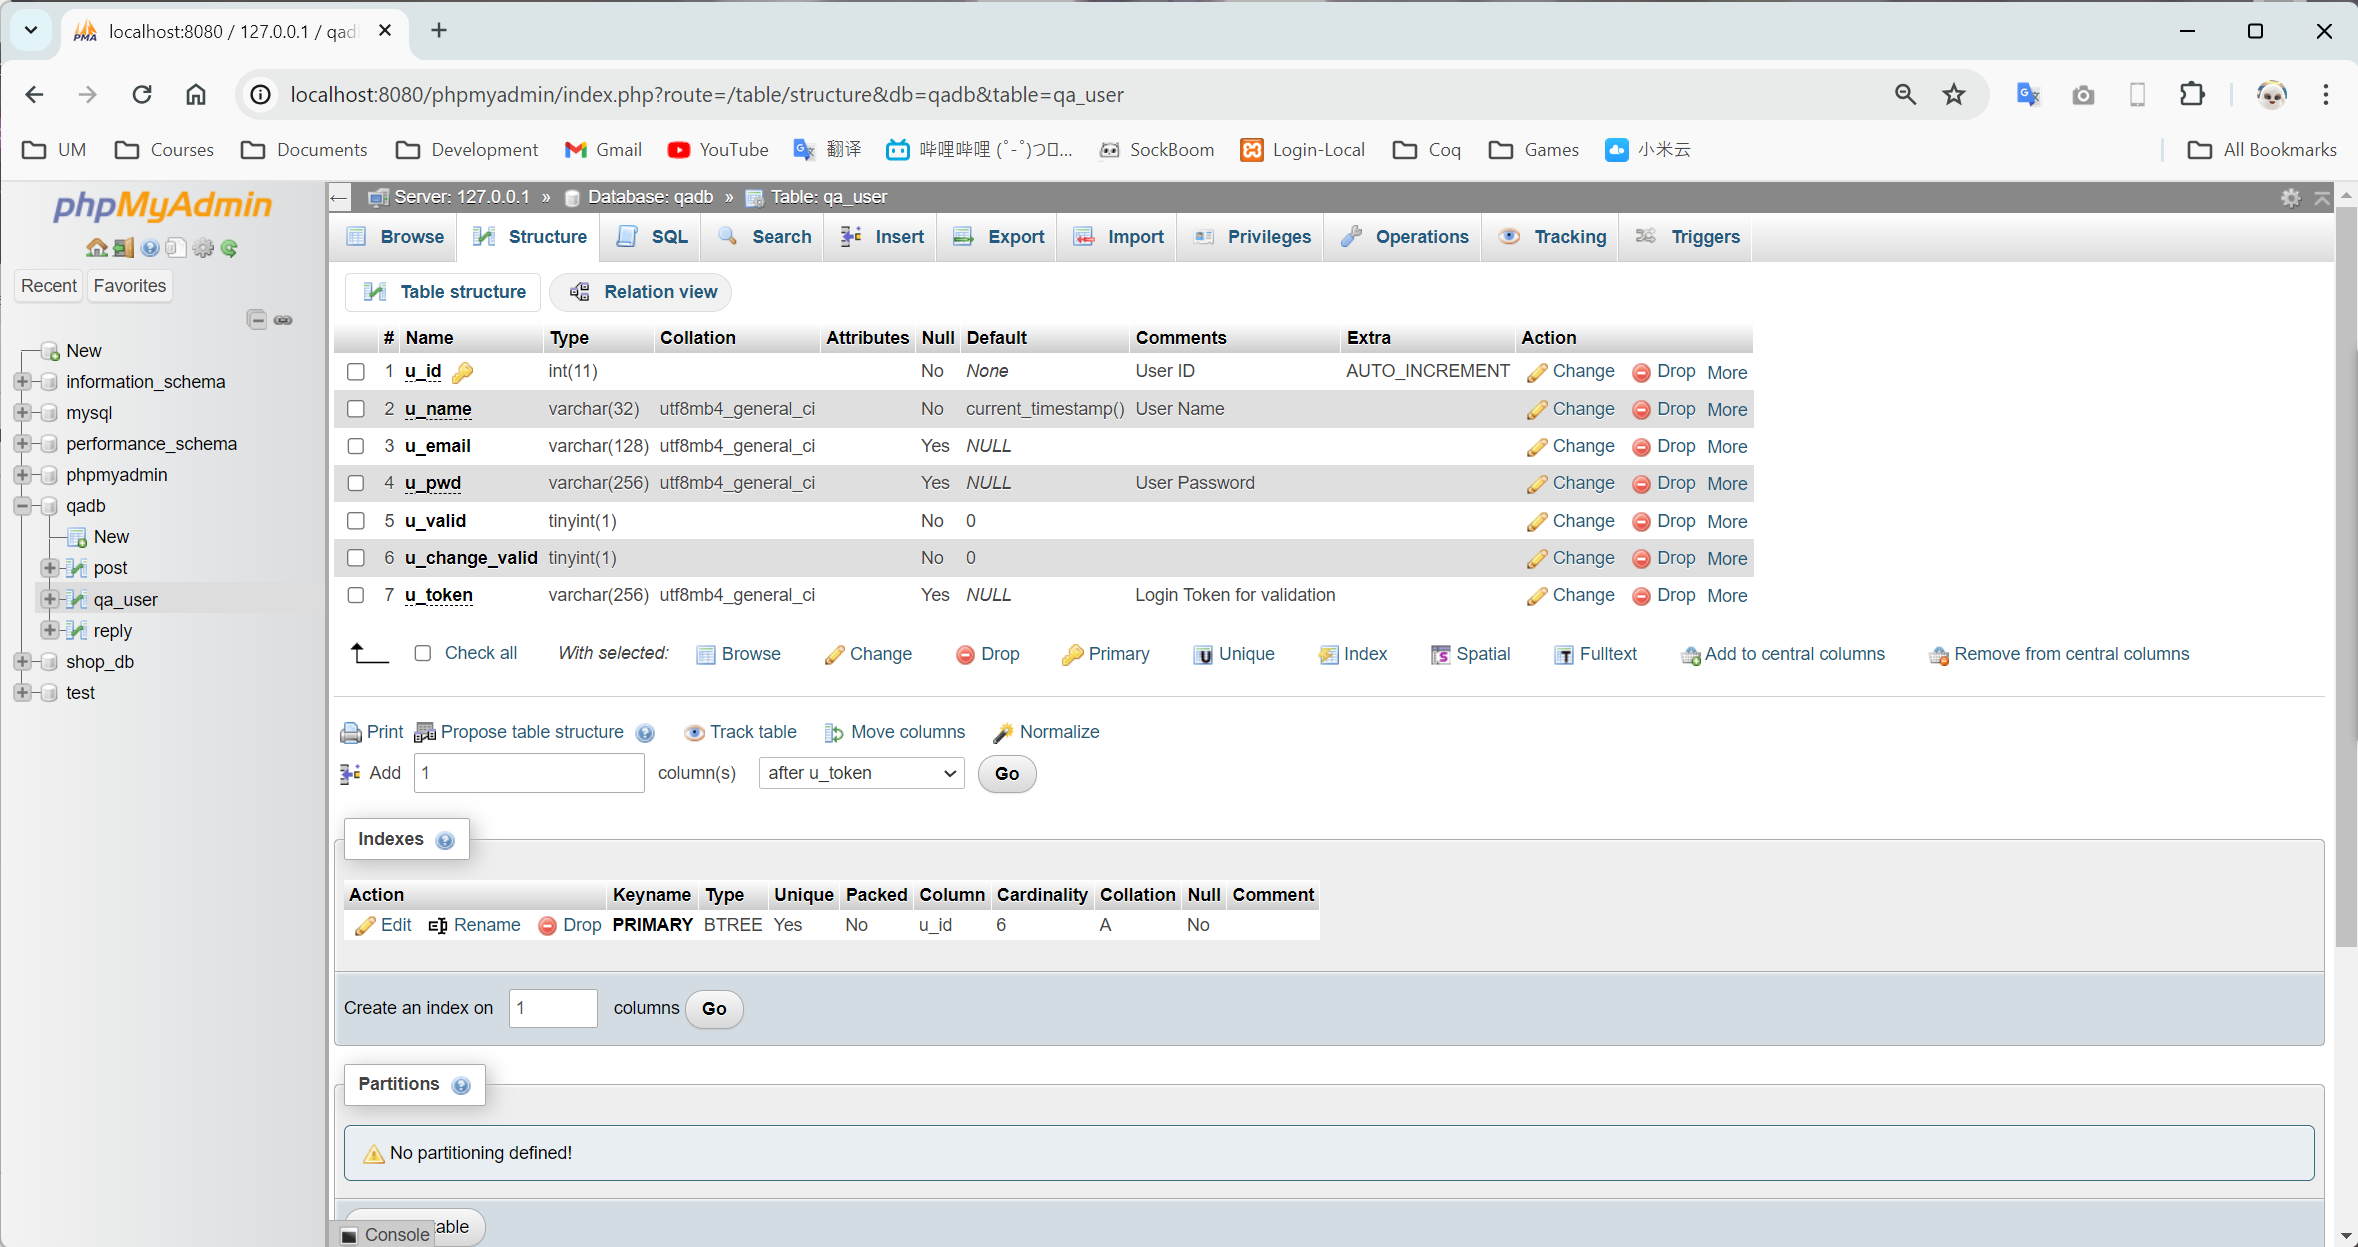 localhost:8080 / 127.0.0.1 / qad
localhost:8080/phpmyadmin/index.php?route=/table/structure&db=qadb&table=qa_user
UM Courses Documents Development Gmail YouTube 翻译 哔哩哔哩 (゜-゜)つロ... SockBoom Login-Local Coq Games 小米云 All Bookmarks
phpMyAdmin
Recent Favorites
New
information_schema
mysql
performance_schema
phpmyadmin
qadb
New
post
qa_user
reply
shop_db
test
Server: 127.0.0.1 » Database: qadb » Table: qa_user
Browse Structure SQL Search Insert Export Import Privileges Operations Tracking Triggers
Table structure Relation view
# Name Type Collation Attributes Null Default Comments Extra Action
1 u_id int(11) No None User ID AUTO_INCREMENT Change Drop More
2 u_name varchar(32) utf8mb4_general_ci No current_timestamp() User Name Change Drop More
3 u_email varchar(128) utf8mb4_general_ci Yes NULL Change Drop More
4 u_pwd varchar(256) utf8mb4_general_ci Yes NULL User Password Change Drop More
5 u_valid tinyint(1) No 0 Change Drop More
6 u_change_valid tinyint(1) No 0 Change Drop More
7 u_token varchar(256) utf8mb4_general_ci Yes NULL Login Token for validation Change Drop More
Check all With selected: Browse Change Drop Primary Unique Index Spatial Fulltext Add to central columns Remove from central columns
Print Propose table structure Track table Move columns Normalize
Add 1 column(s) after u_token Go
Indexes
Action Keyname Type Unique Packed Column Cardinality Collation Null Comment
Edit Rename Drop PRIMARY BTREE Yes No u_id 6 A No
Create an index on 1 columns Go
Partitions
No partitioning defined!
Console able